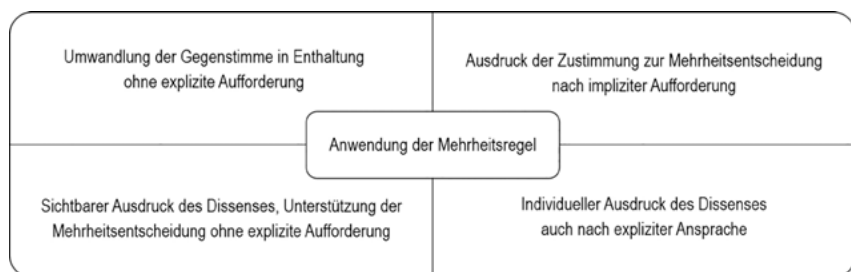 Umwandlung der Gegenstimme in Enthaltung
ohne explizite Aufforderung
Ausdruck der Zustimmung zur Mehrheitsentscheidung
nach impliziter Aufforderung
Anwendung der Mehrheitsregel
Sichtbarer Ausdruck des Dissenses, Unterstützung der
Mehrheitsentscheidung ohne explizite Aufforderung
Individueller Ausdruck des Dissenses
auch nach expliziter Ansprache